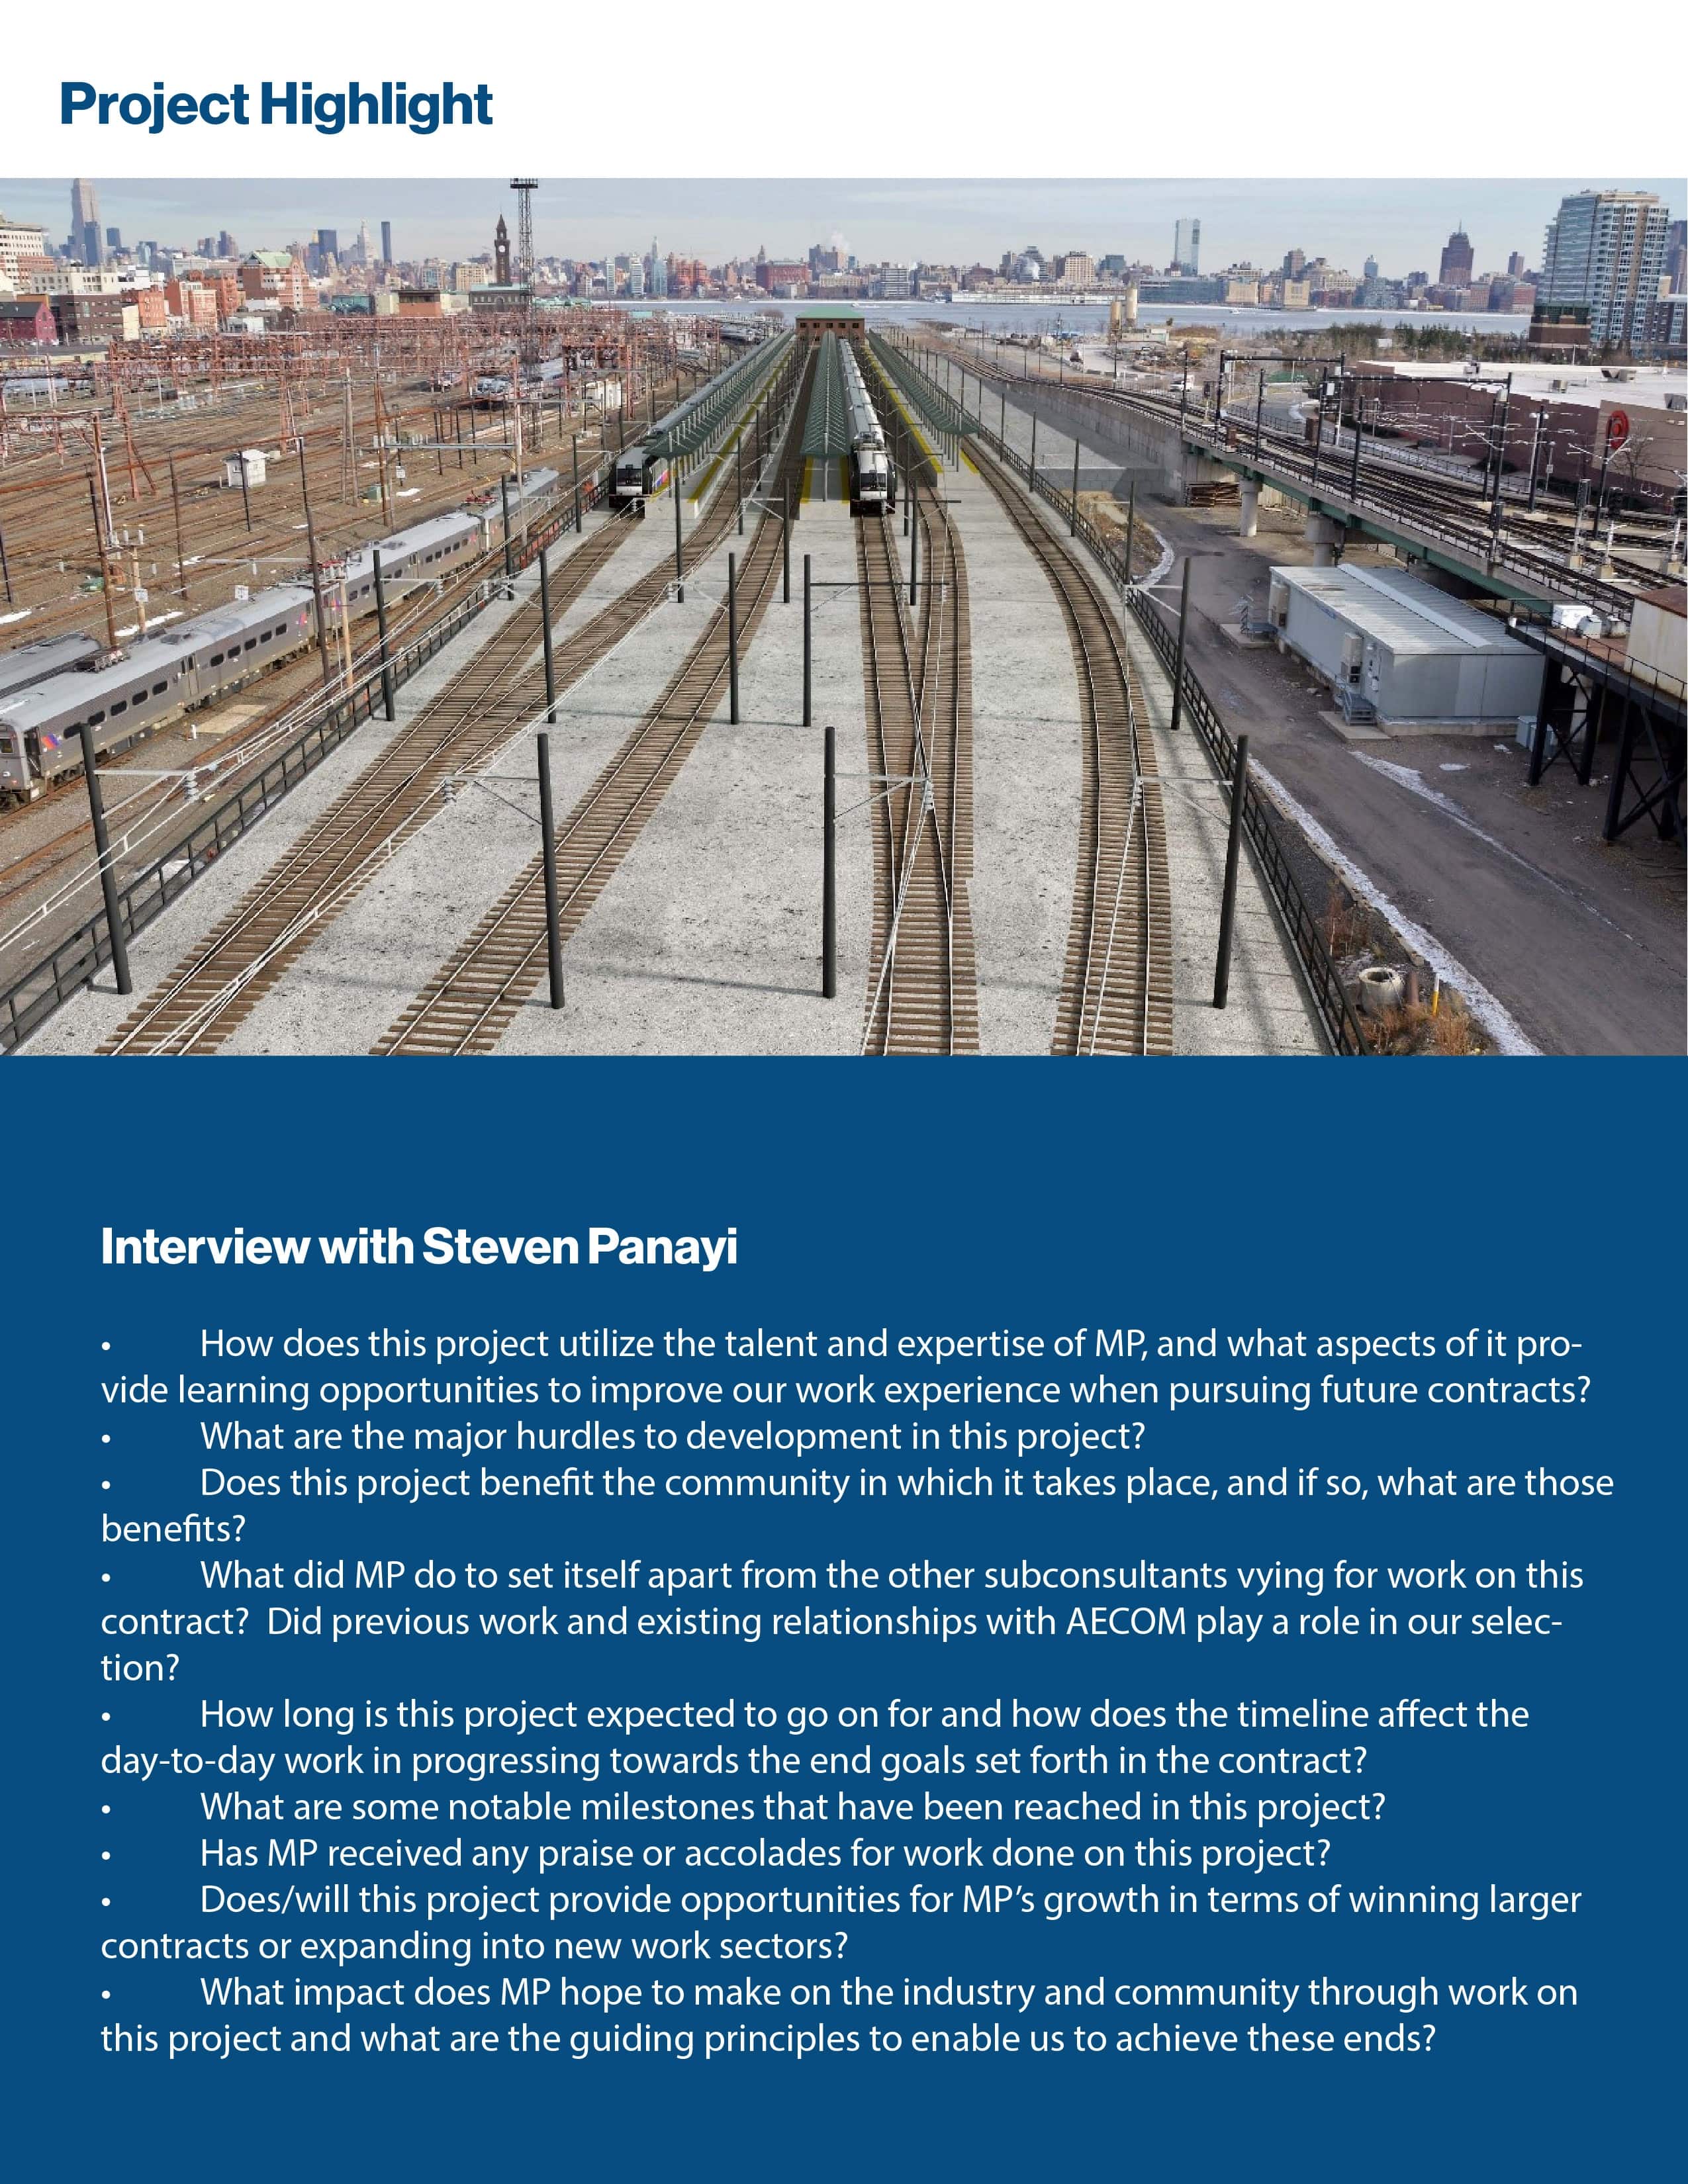 Project Highlight
Interview with Steven Panayi
• How does this project utilize the talent and expertise of MP, and what aspects of it pro-
vide learning opportunities to improve our work experience when pursuing future contracts?
• What are the major hurdles to development in this project?
• Does this project benefit the community in which it takes place, and if so, what are those
benefits?
• What did MP do to set itself apart from the other subconsultants vying for work on this
contract?  Did previous work and existing relationships with AECOM play a role in our selec-
tion?
• How long is this project expected to go on for and how does the timeline affect the
day-to-day work in progressing towards the end goals set forth in the contract?
• What are some notable milestones that have been reached in this project?
• Has MP received any praise or accolades for work done on this project?
• Does/will this project provide opportunities for MP’s growth in terms of winning larger
contracts or expanding into new work sectors?
• What impact does MP hope to make on the industry and community through work on
this project and what are the guiding principles to enable us to achieve these ends?